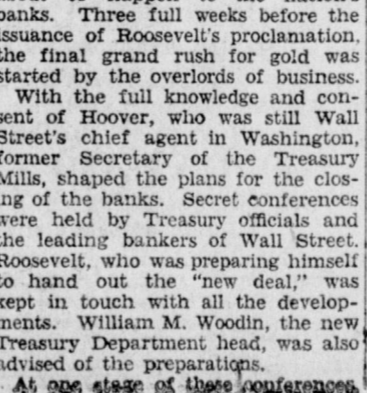 banks. Three full weeks before the
issuance of Roosevelt's proclamation,
the final grand rush for gold was
started by the overlords of business.
With the full knowledge and con-
sent of Hoover, who was still Wall
Street's chief agent in Washington,
former Secretary of the Treasury
Mills, shaped the plans for the clos-
ing of the banks. Secret conferences
were held by Treasury officials and
the leading bankers of Wall Street.
Roosevelt, who was preparing himself
to hand out the "new deal," was
kept in touch with all the develop-
ments. William M. Woodin, the new
Treasury Department head, was also
advised of the preparations.
At one stage of these conferences,